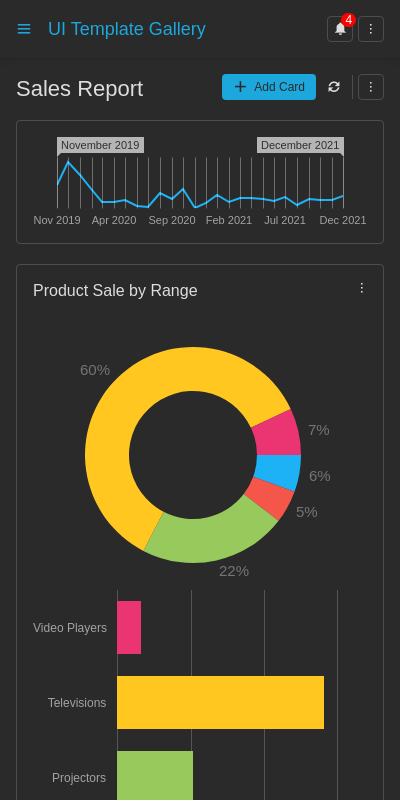 UI Template Gallery
4
Sales Report
Add Card
November 2019
December 2021
Nov 2019 Apr 2020 Sep 2020 Feb 2021 Jul 2021 Dec 2021
Product Sale by Range
60%
7%
6%
5%
22%
Video Players
Televisions
Projectors